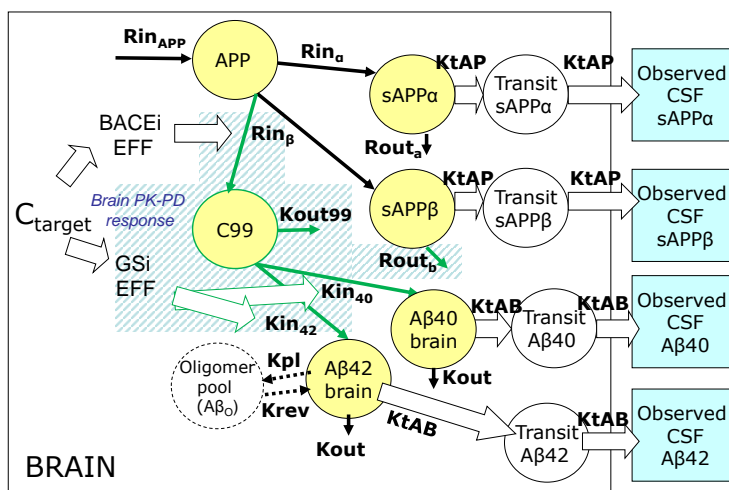 Rin_APP
APP
Rin_α
KtAP
KtAP
sAPPα
Transit
sAPPα
Observed
CSF
sAPPα
Rout_a
BACEi
EFF
Rin_β
Brain PK-PD
response
C_target
C99
Kout99
KtAP
KtAP
sAPPβ
Transit
sAPPβ
Observed
CSF
sAPPβ
Rout_b
GSi
EFF
Kin_40
Kin_42
KtAB
KtAB
Aβ40
brain
Transit
Aβ40
Observed
CSF
Aβ40
Kout
Oligomer
pool
(Aβ_O)
Kpl
Krev
Aβ42
brain
KtAB
KtAB
Transit
Aβ42
Observed
CSF
Aβ42
Kout
BRAIN